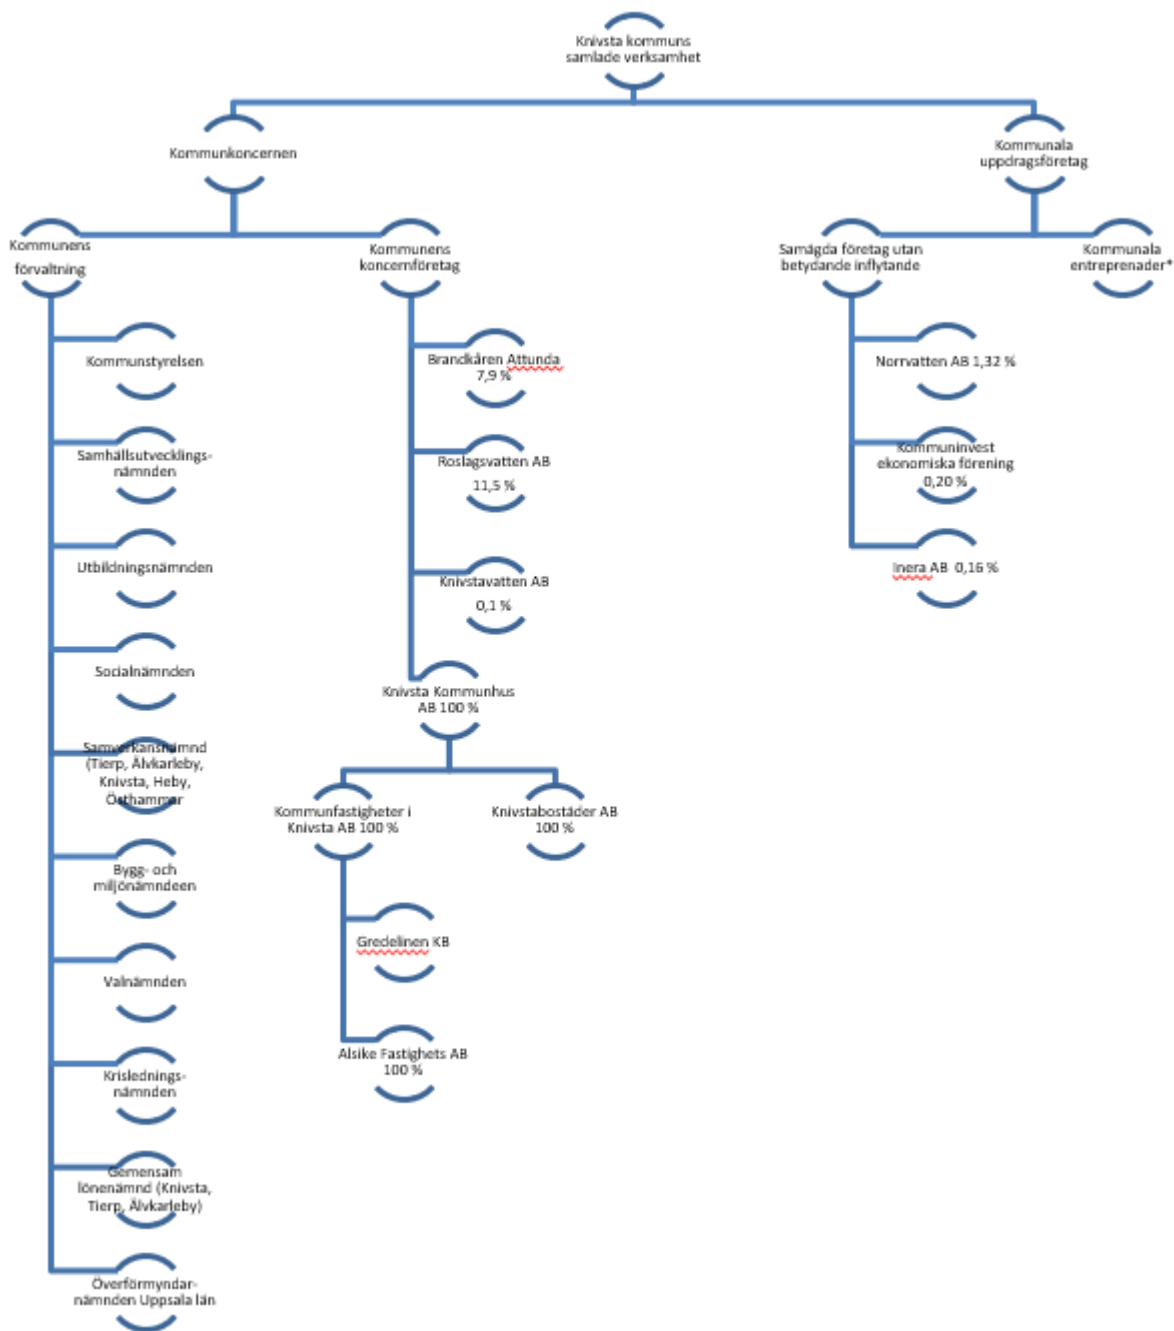 Knivsta kommuns
samlade verksamhet
Kommunkoncernen
Kommunala
uppdragsföretag
Kommunens
förvaltning
Kommunens
koncernföretag
Samägda företag utan
betydande inflytande
Kommunala
entreprenader*
Kommunstyrelsen
Samhällsutvecklings-
nämnden
Utbildningsnämnden
Socialnämnden
Samverkansnämnd
(Tierp, Älvkarleby,
Knivsta, Heby,
Östhammar
Bygg- och
miljönämndeen
Valnämnden
Krislednings-
nämnden
Gemensam
lönenämnd (Knivsta,
Tierp, Älvkarleby)
Överförmyndar-
nämnden Uppsala län
Brandkåren Attunda
7,9 %
Roslagsvatten AB
11,5 %
Knivstavatten AB
0,1 %
Knivsta Kommunhus
AB 100 %
Kommunfastigheter i
Knivsta AB 100 %
Knivstabostäder AB
100 %
Gredelinen KB
Alsike Fastighets AB
100 %
Norrvatten AB 1,32 %
Kommuninvest
ekonomiska förening
0,20 %
Inera AB 0,16 %